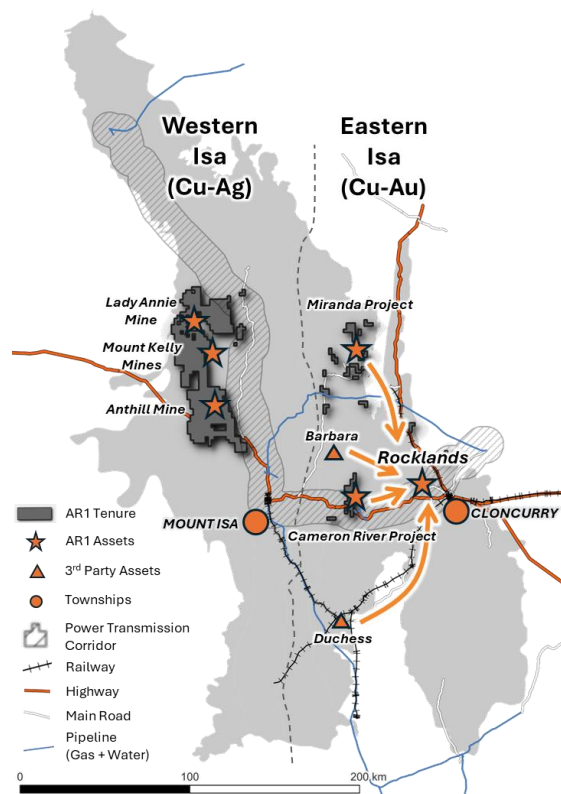 Western
Isa
(Cu-Ag)
Eastern
Isa
(Cu-Au)
Lady Annie
Mine
Mount Kelly
Mines
Anthill Mine
Miranda Project
Barbara
Rocklands
MOUNT ISA
CLONCURRY
Cameron River Project
Duchess
AR1 Tenure
AR1 Assets
3rd Party Assets
Townships
Power Transmission
Corridor
Railway
Highway
Main Road
Pipeline
(Gas + Water)
0
100
200 km